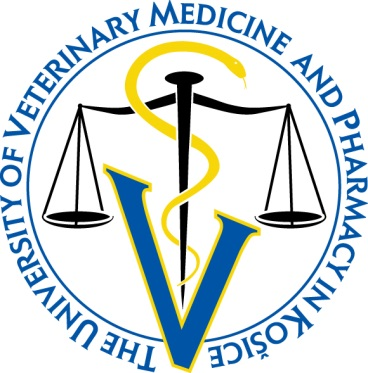 THE UNIVERSITY OF VETERINARY MEDICINE AND PHARMACY IN KOŠICE
V